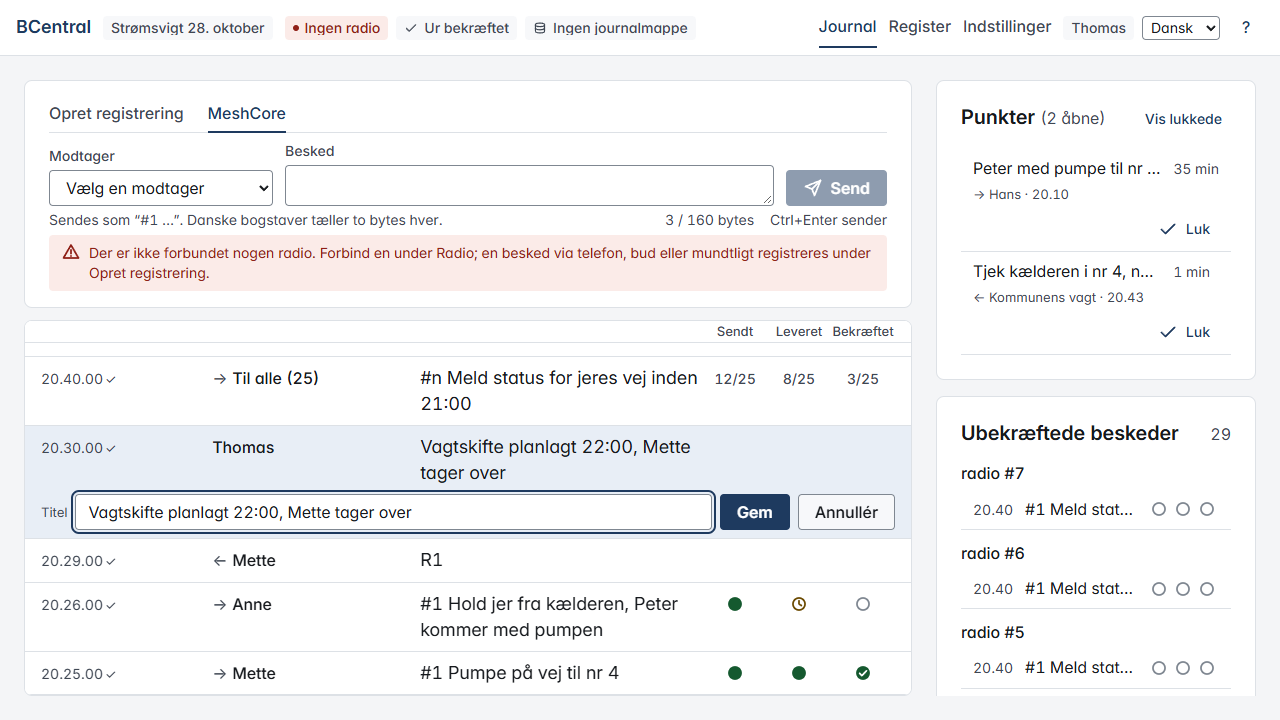 BCentral Strømsvigt 28. oktober Ingen radio Ur bekræftet Ingen journalmappe Journal Register Indstillinger Thomas Dansk ?
Opret registrering MeshCore
Modtager Besked
Vælg en modtager Send
Sendes som “#1 ...”. Danske bogstaver tæller to bytes hver. 3 / 160 bytes Ctrl+Enter sender
Der er ikke forbundet nogen radio. Forbind en under Radio; en besked via telefon, bud eller mundtligt registreres under
Opret registrering.
Sendt Leveret Bekræftet
20.40.00 → Til alle (25) #n Meld status for jeres vej inden 12/25 8/25 3/25
21:00
20.30.00 Thomas Vagtskifte planlagt 22:00, Mette
tager over
Titel Vagtskifte planlagt 22:00, Mette tager over Gem Annullér
20.29.00 ← Mette R1
20.26.00 → Anne #1 Hold jer fra kælderen, Peter
kommer med pumpen
20.25.00 → Mette #1 Pumpe på vej til nr 4
Punkter (2 åbne) Vis lukkede
Peter med pumpe til nr ... 35 min
→ Hans · 20.10
Luk
Tjek kælderen i nr 4, n... 1 min
← Kommunens vagt · 20.43
Luk
Ubekræftede beskeder 29
radio #7
20.40 #1 Meld stat...
radio #6
20.40 #1 Meld stat...
radio #5
20.40 #1 Meld stat...